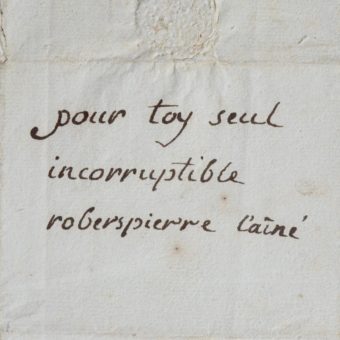 pour toy seul
incorruptible
roberspierre l'aîné